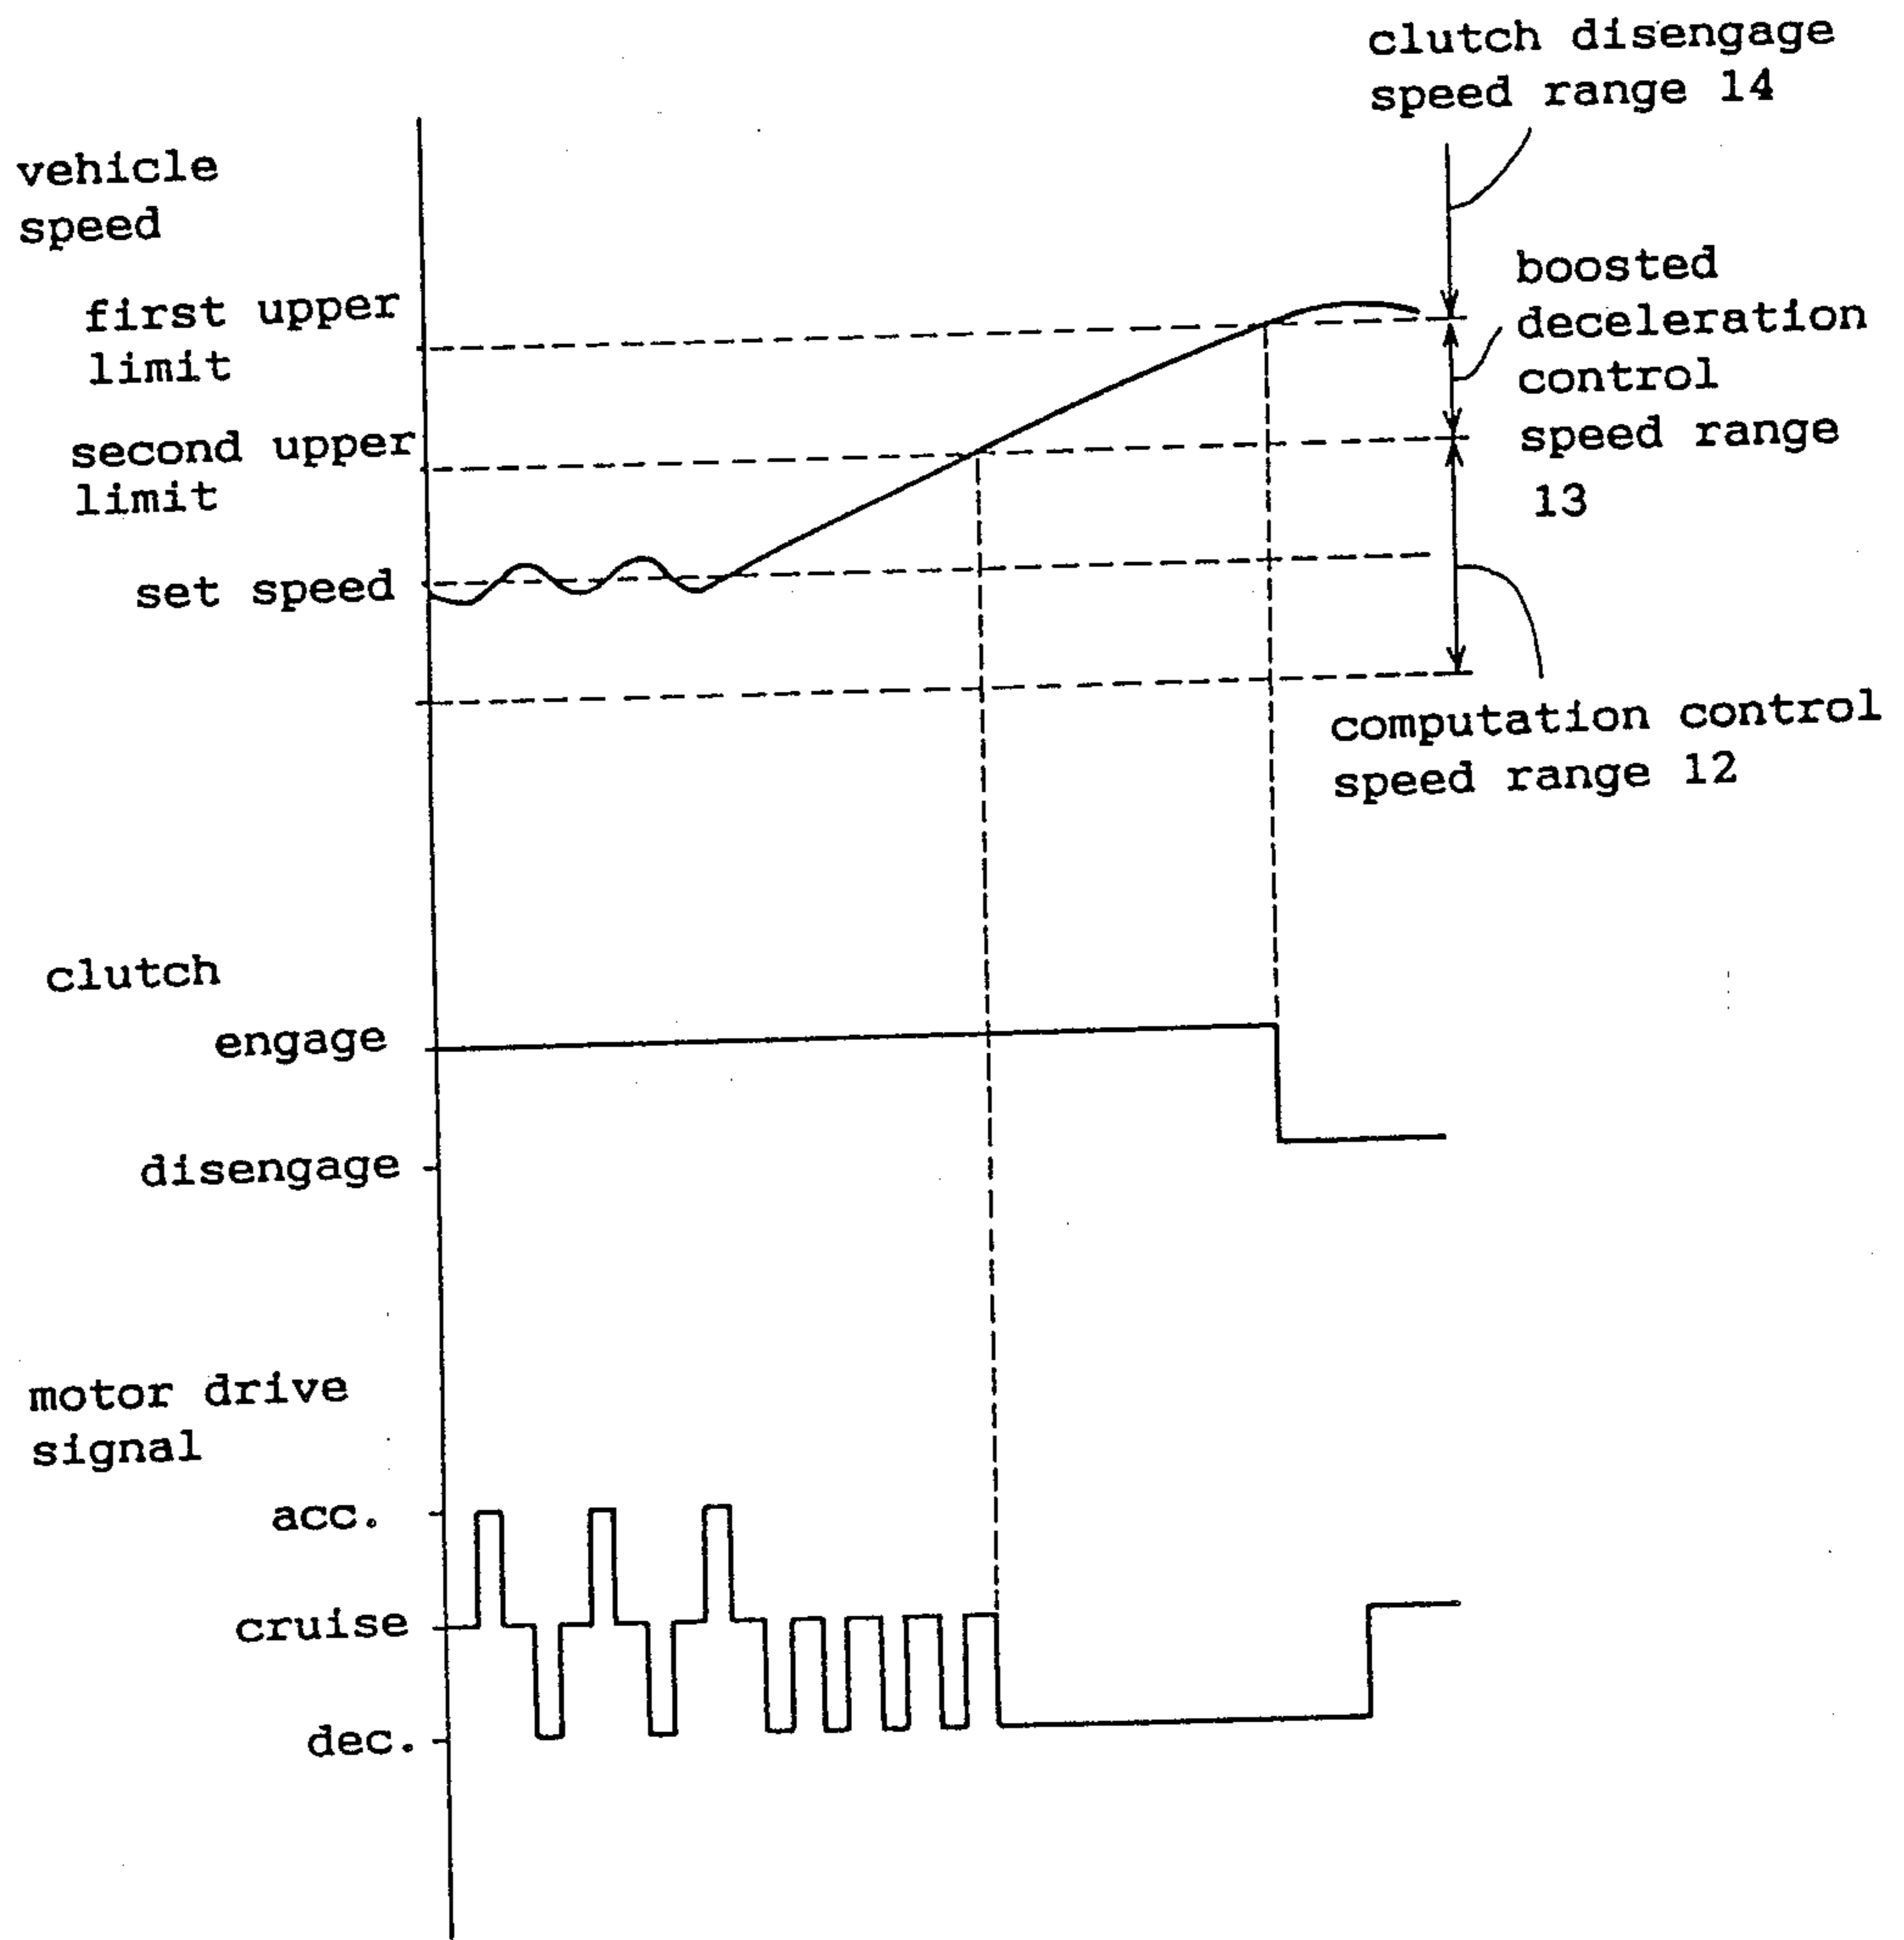 clutch disengage
speed range 14
vehicle
speed
boosted
deceleration
control
speed range
13
first upper
limit
second upper
limit
set speed
computation control
speed range 12
clutch
engage
disengage
motor drive
signal
acc.
cruise
dec.